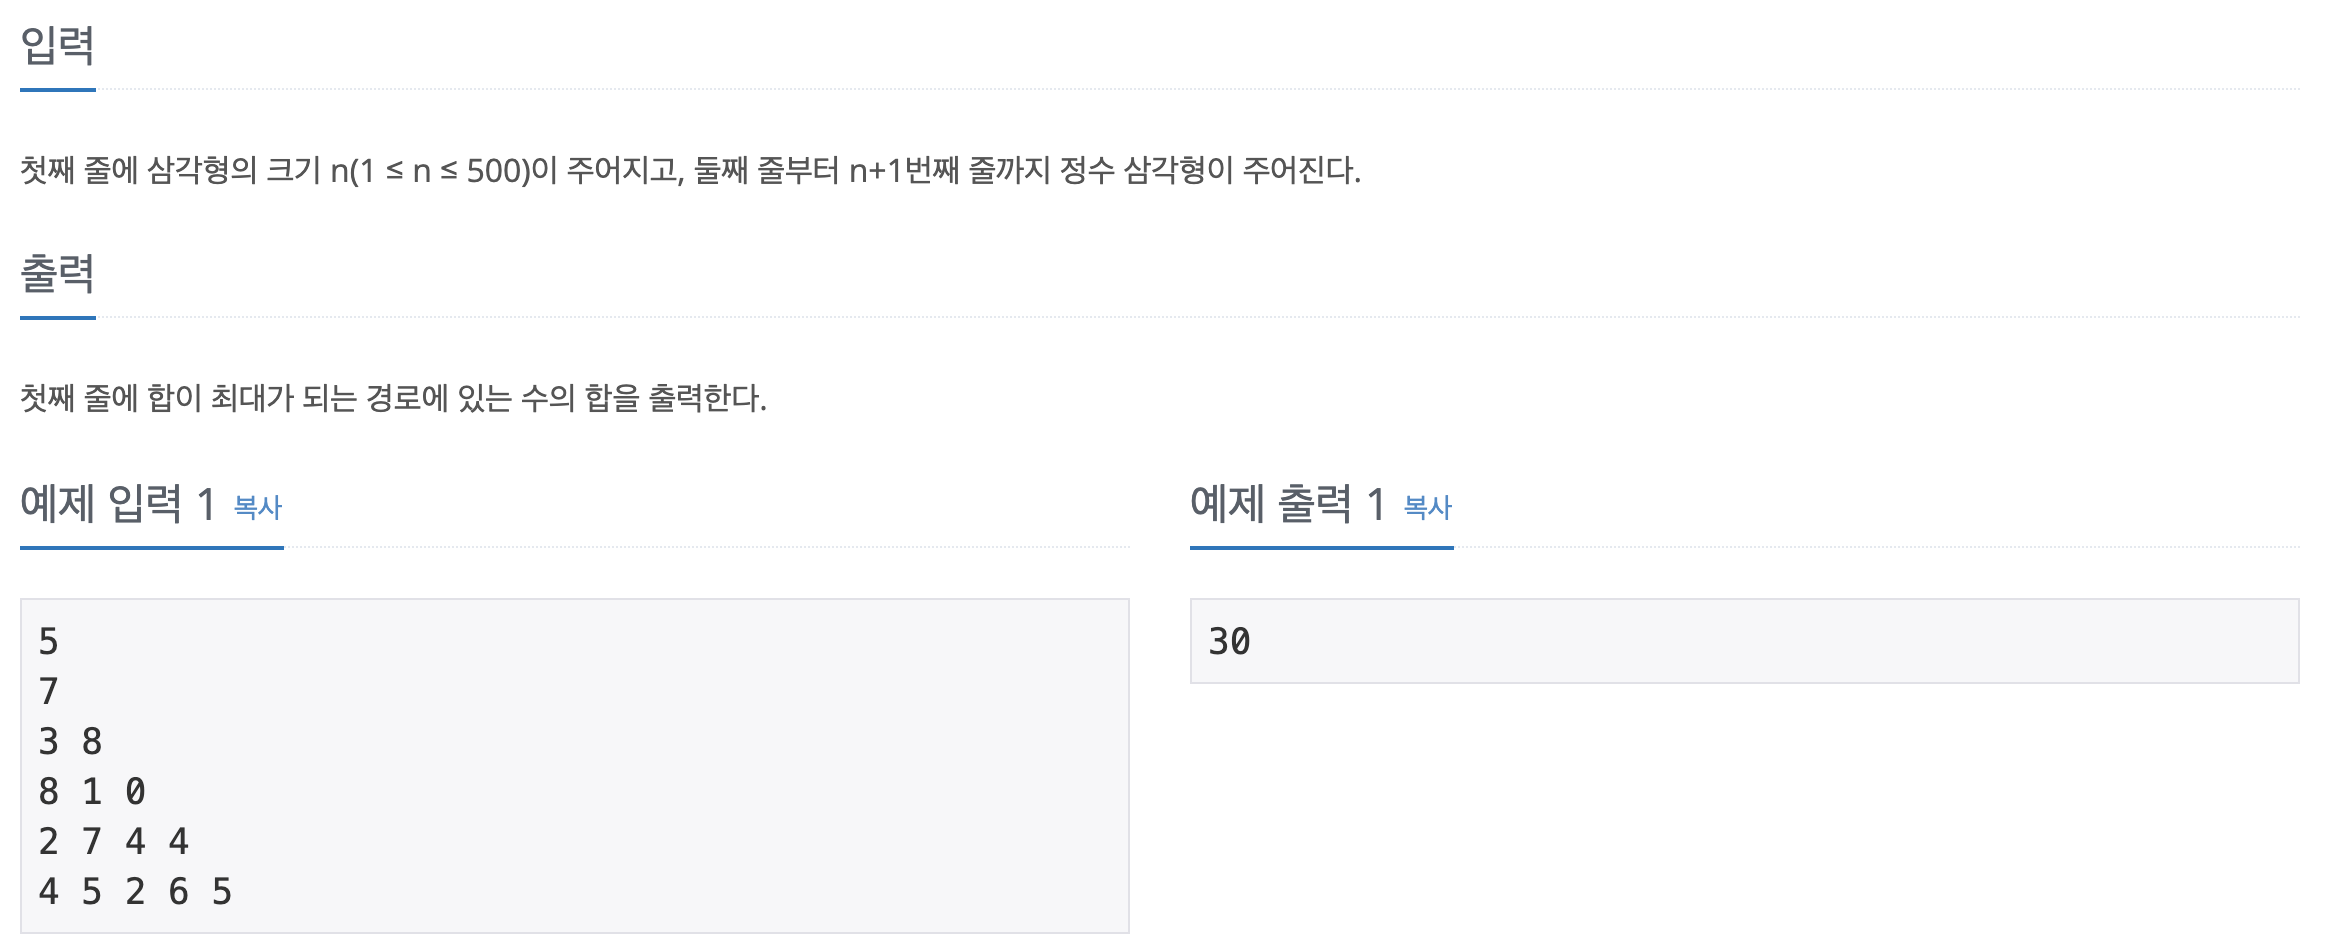 입력
첫째 줄에 삼각형의 크기 n(1 ≤ n ≤ 500)이 주어지고, 둘째 줄부터 n+1번째 줄까지 정수 삼각형이 주어진다.
출력
첫째 줄에 합이 최대가 되는 경로에 있는 수의 합을 출력한다.
예제 입력 1 복사
5
7
3 8
8 1 0
2 7 4 4
4 5 2 6 5
예제 출력 1 복사
30